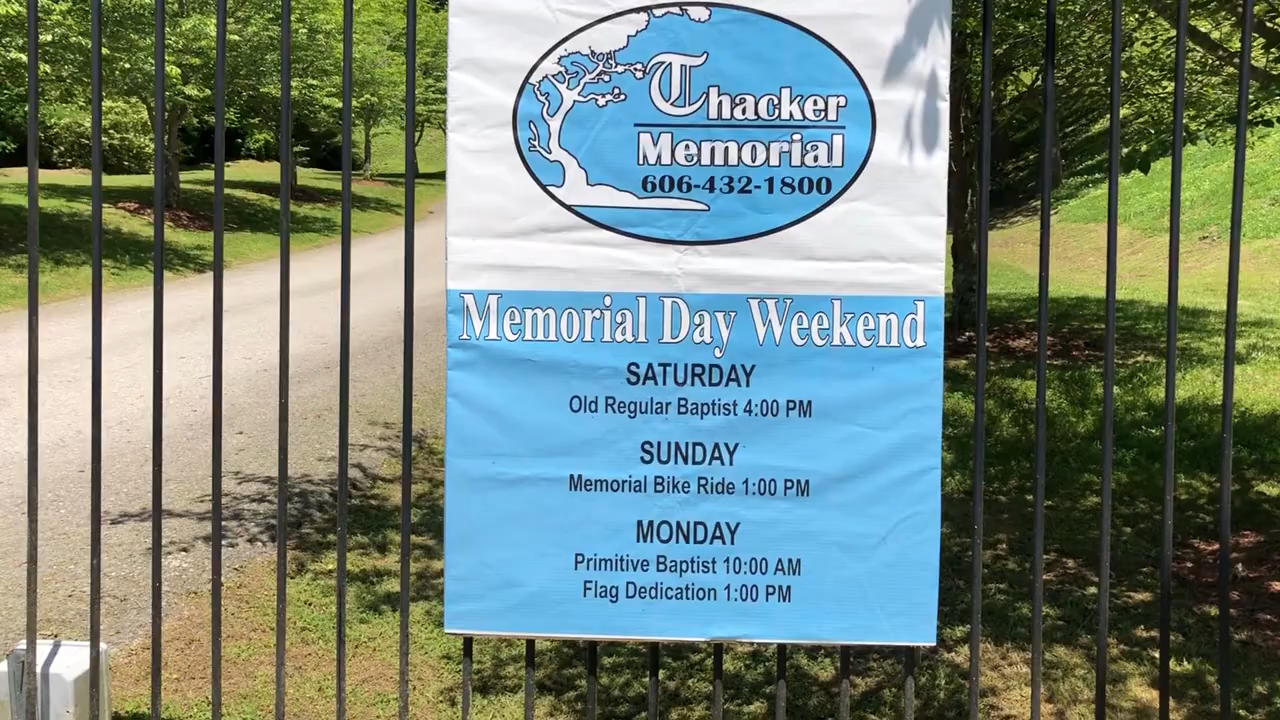 Thacker
Memorial
606-432-1800
Memorial Day Weekend
SATURDAY
Old Regular Baptist 4:00 PM
SUNDAY
Memorial Bike Ride 1:00 PM
MONDAY
Primitive Baptist 10:00 AM
Flag Dedication 1:00 PM